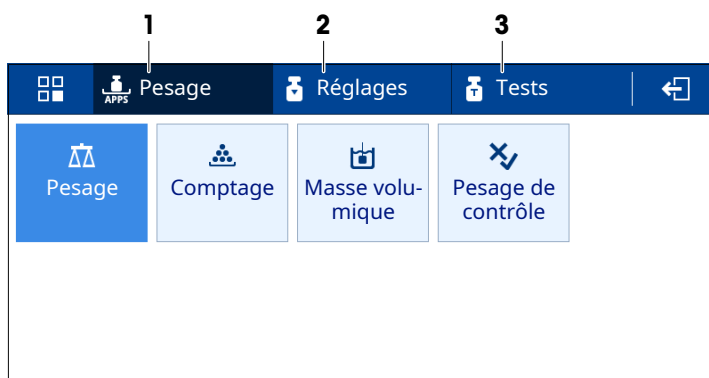 1 2 3
APPS Pesage Réglages Tests
Pesage Comptage Masse volu-
mique Pesage de
contrôle